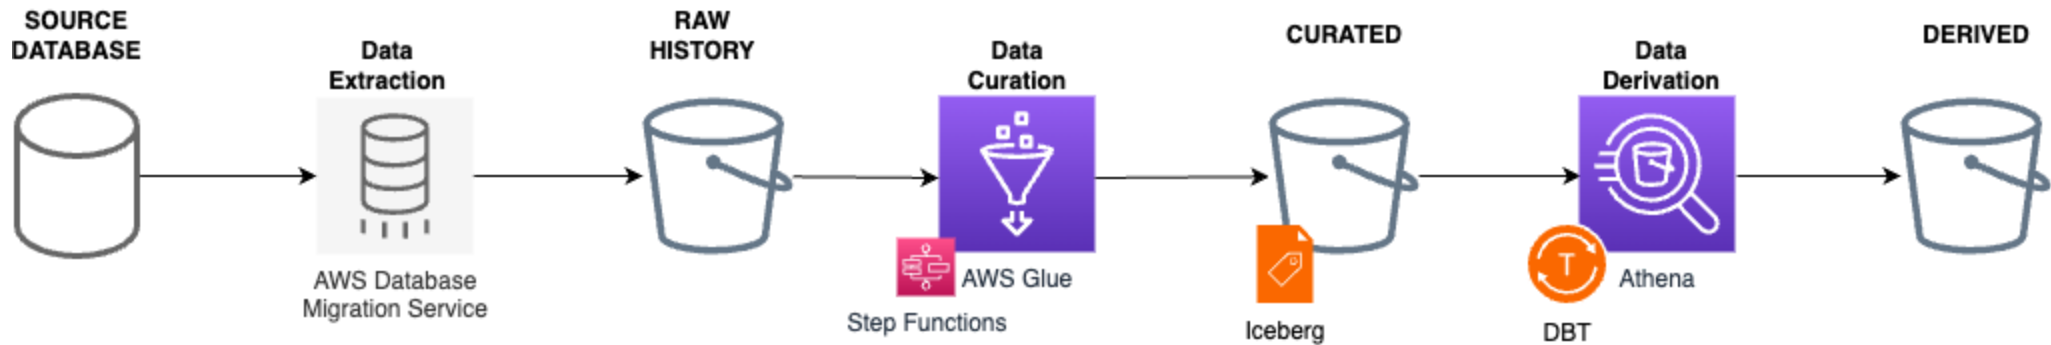 SOURCE
DATABASE
Data
Extraction
AWS Database
Migration Service
RAW
HISTORY
Data
Curation
AWS Glue
Step Functions
CURATED
Iceberg
Data
Derivation
T
Athena
DBT
DERIVED